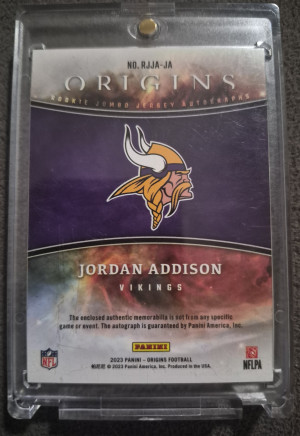 NO. RJJA-JA
ORIGINS
ROOKIE JUMBO JERSEY AUTOGRAPHS
JORDAN ADDISON
VIKINGS
The enclosed authentic memorabilia is not from any specific
game or event. The autograph is guaranteed by Panini America, Inc.
PANINI
NFL
2023 PANINI - ORIGINS FOOTBALL
© 2023 Panini America, Inc. Produced in the USA.
NFLPA